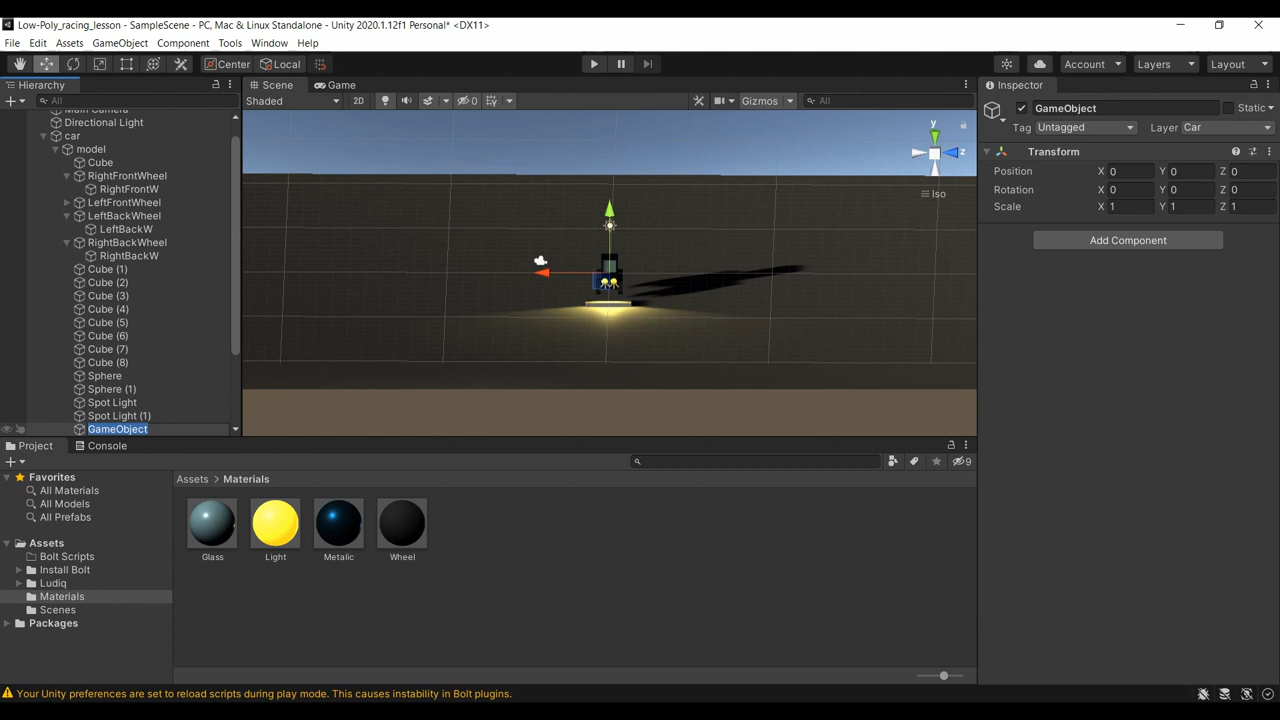 Low-Poly_racing_lesson - SampleScene - PC, Mac & Linux Standalone - Unity 2020.1.12f1 Personal* <DX11>
File Edit Assets GameObject Component Tools Window Help
Center Local Account Layers Layout
Hierarchy
All
Main Camera
Directional Light
car
model
Cube
RightFrontWheel
RightFrontW
LeftFrontWheel
LeftBackWheel
LeftBackW
RightBackWheel
RightBackW
Cube (1)
Cube (2)
Cube (3)
Cube (4)
Cube (5)
Cube (6)
Cube (7)
Cube (8)
Sphere
Sphere (1)
Spot Light
Spot Light (1)
GameObject
Scene Game
Shaded 2D 0 Gizmos All
y
z
Iso
Inspector
GameObject Static
Tag Untagged Layer Car
Transform
Position X 0 Y 0 Z 0
Rotation X 0 Y 0 Z 0
Scale X 1 Y 1 Z 1
Add Component
Project Console
9
Favorites
All Materials
All Models
All Prefabs
Assets
Bolt Scripts
Install Bolt
Ludiq
Materials
Scenes
Packages
Assets > Materials
Glass Light Metalic Wheel
Your Unity preferences are set to reload scripts during play mode. This causes instability in Bolt plugins.